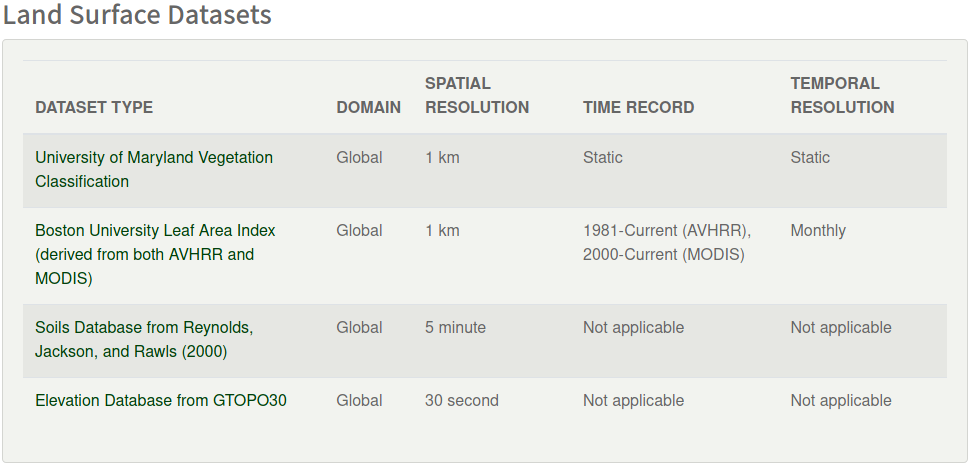 Land Surface Datasets
SPATIAL TEMPORAL
DATASET TYPE DOMAIN RESOLUTION TIME RECORD RESOLUTION
University of Maryland Vegetation Global 1 km Static Static
Classification
Boston University Leaf Area Index Global 1 km 1981-Current (AVHRR), Monthly
(derived from both AVHRR and 2000-Current (MODIS)
MODIS)
Soils Database from Reynolds, Global 5 minute Not applicable Not applicable
Jackson, and Rawls (2000)
Elevation Database from GTOPO30 Global 30 second Not applicable Not applicable